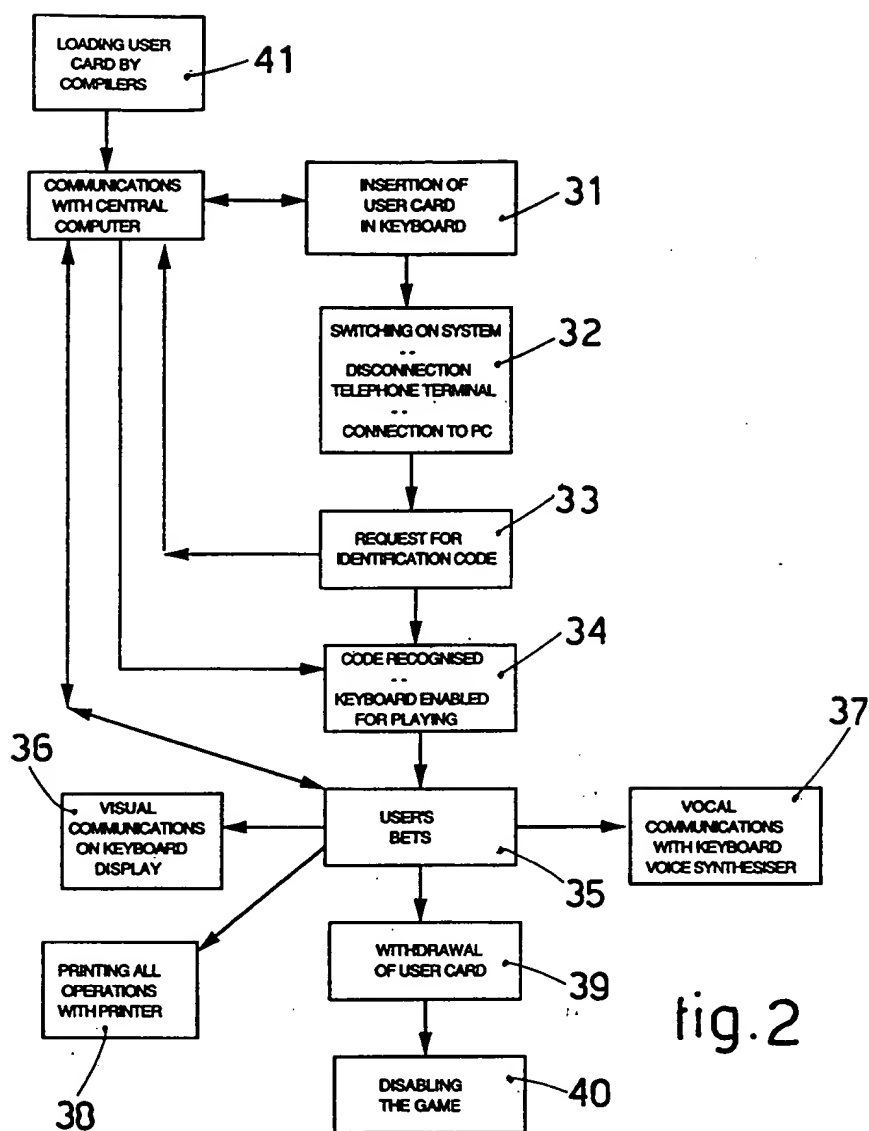 LOADING USER
CARD BY
COMPILERS
41
COMMUNICATIONS
WITH CENTRAL
COMPUTER
INSERTION OF
USER CARD
IN KEYBOARD
31
SWITCHING ON SYSTEM
--
DISCONNECTION
TELEPHONE TERMINAL
--
CONNECTION TO PC
32
REQUEST FOR
IDENTIFICATION CODE
33
CODE RECOGNISED
--
KEYBOARD ENABLED
FOR PLAYING
34
36
VISUAL
COMMUNICATIONS
ON KEYBOARD
DISPLAY
USER'S
BETS
35
37
VOCAL
COMMUNICATIONS
WITH KEYBOARD
VOICE SYNTHESISER
PRINTING ALL
OPERATIONS
WITH PRINTER
38
WITHDRAWAL
OF USER CARD
39
DISABLING
THE GAME
40
fig.2